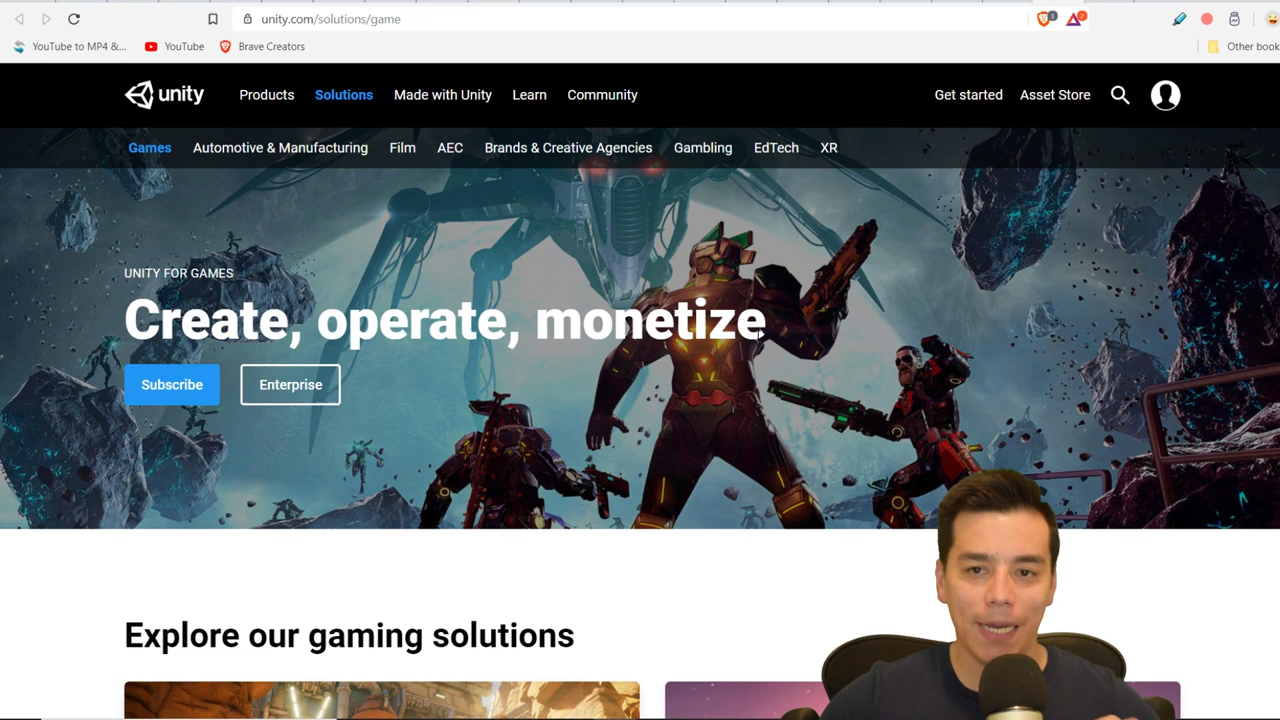 unity.com/solutions/game
3
2
YouTube to MP4 &...
YouTube
Brave Creators
Other book
unity
Products
Solutions
Made with Unity
Learn
Community
Get started
Asset Store
Games
Automotive & Manufacturing
Film
AEC
Brands & Creative Agencies
Gambling
EdTech
XR
UNITY FOR GAMES
Create, operate, monetize
Subscribe
Enterprise
Explore our gaming solutions